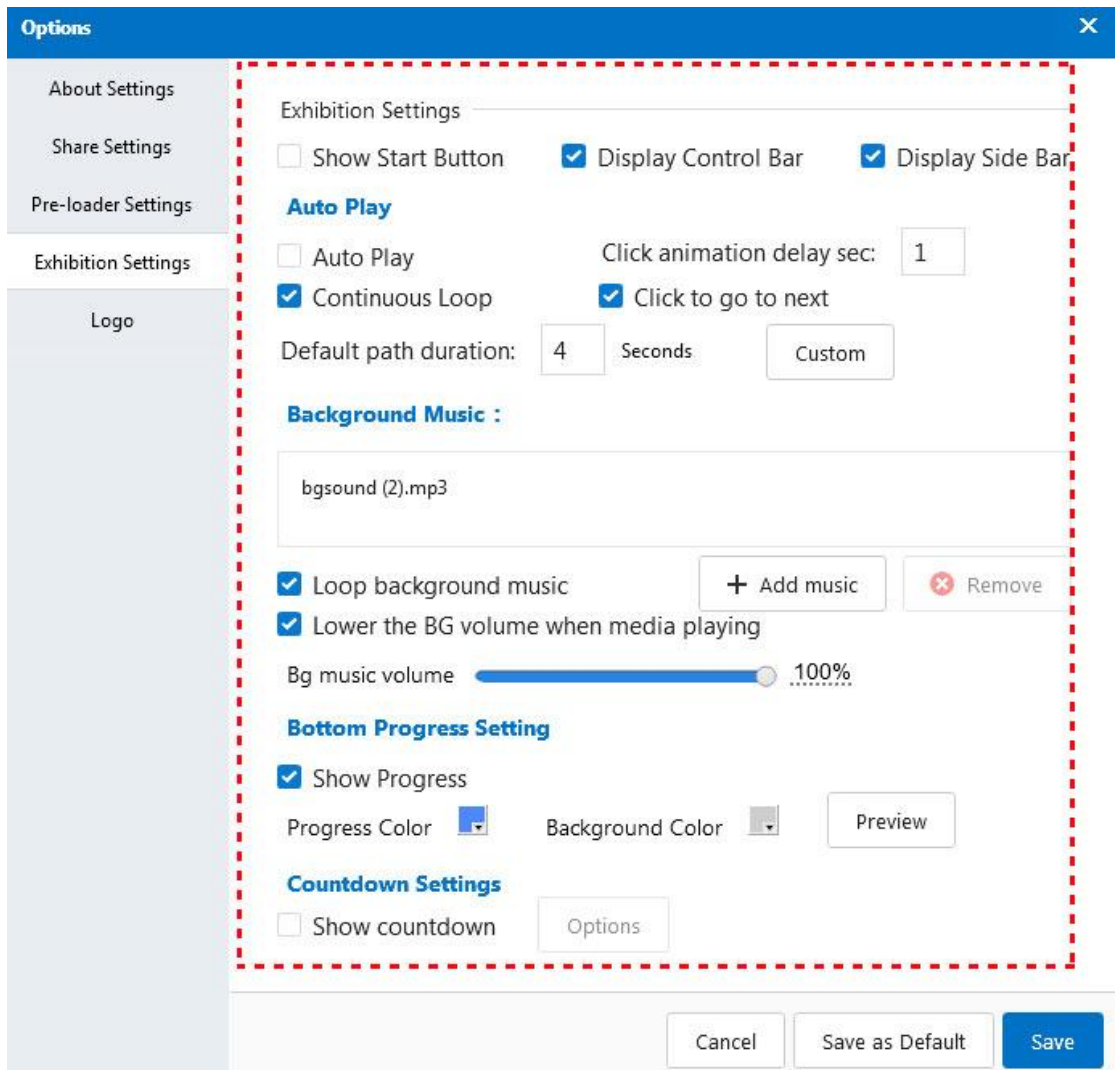 Options
About Settings
Share Settings
Pre-loader Settings
Exhibition Settings
Logo
Exhibition Settings
Show Start Button Display Control Bar Display Side Bar
Auto Play
Auto Play Click animation delay sec: 1
Continuous Loop Click to go to next
Default path duration: 4 Seconds Custom
Background Music：
bgsound (2).mp3
Loop background music + Add music Remove
Lower the BG volume when media playing
Bg music volume 100%
Bottom Progress Setting
Show Progress
Progress Color Background Color Preview
Countdown Settings
Show countdown Options
Cancel Save as Default Save